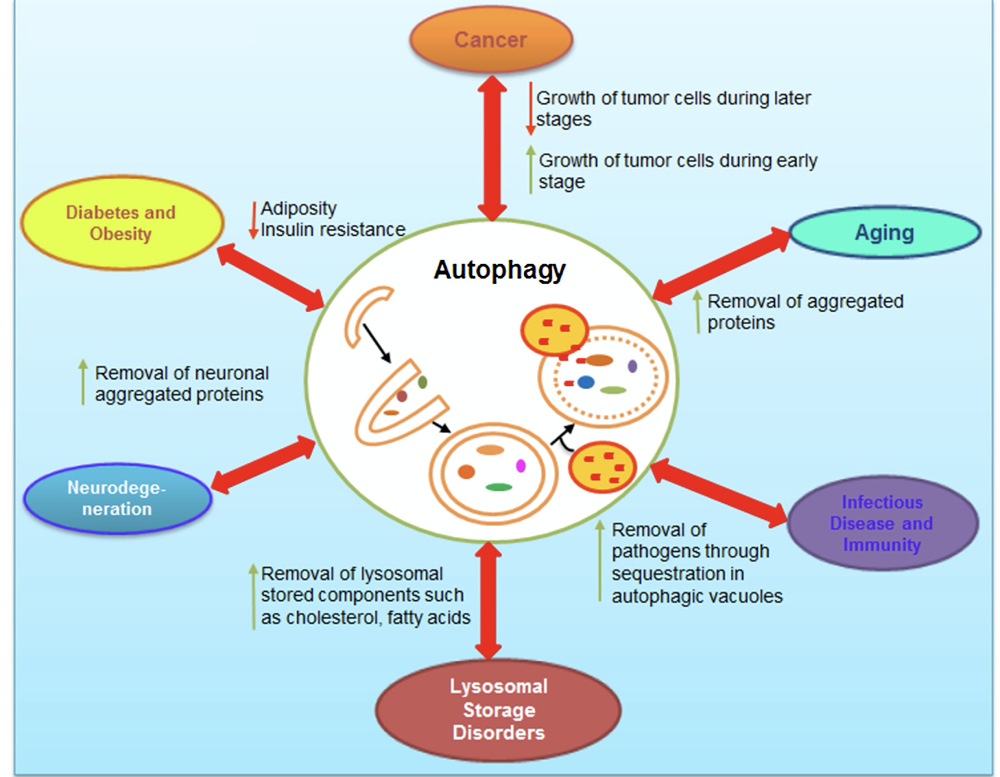 Cancer
Growth of tumor cells during later
stages
Growth of tumor cells during early
stage
Diabetes and
Obesity
Adiposity
Insulin resistance
Aging
Autophagy
Removal of aggregated
proteins
Removal of neuronal
aggregated proteins
Neurodege-
neration
Infectious
Disease and
Immunity
Removal of
pathogens through
sequestration in
autophagic vacuoles
Removal of lysosomal
stored components such
as cholesterol, fatty acids
Lysosomal
Storage
Disorders